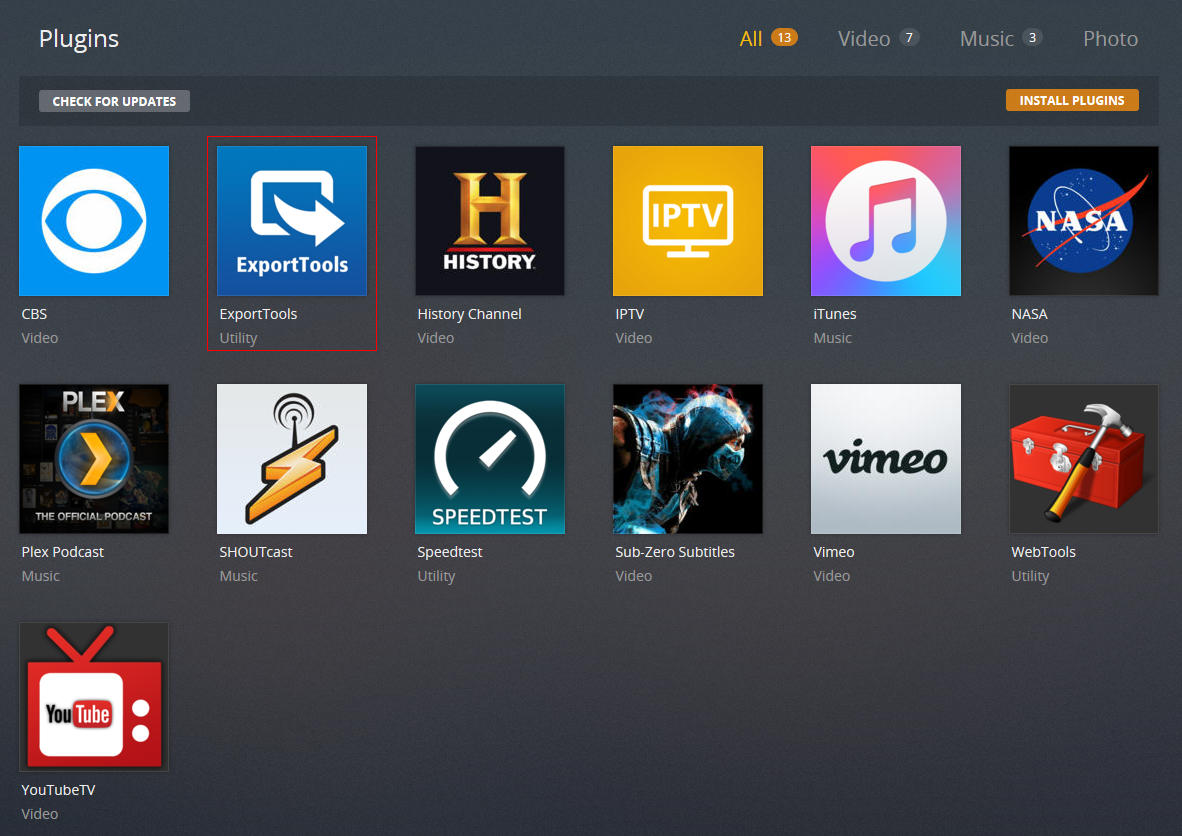 Plugins
All 13 Video 7 Music 3 Photo
CHECK FOR UPDATES
INSTALL PLUGINS
ExportTools
HISTORY
IPTV
NASA
CBS
ExportTools
History Channel
IPTV
iTunes
NASA
Video
Utility
Video
Video
Music
Video
PLEX
THE OFFICIAL PODCAST
SPEEDTEST
vimeo
Plex Podcast
SHOUTcast
Speedtest
Sub-Zero Subtitles
Vimeo
WebTools
Music
Music
Utility
Video
Video
Utility
YouTube
YouTubeTV
Video